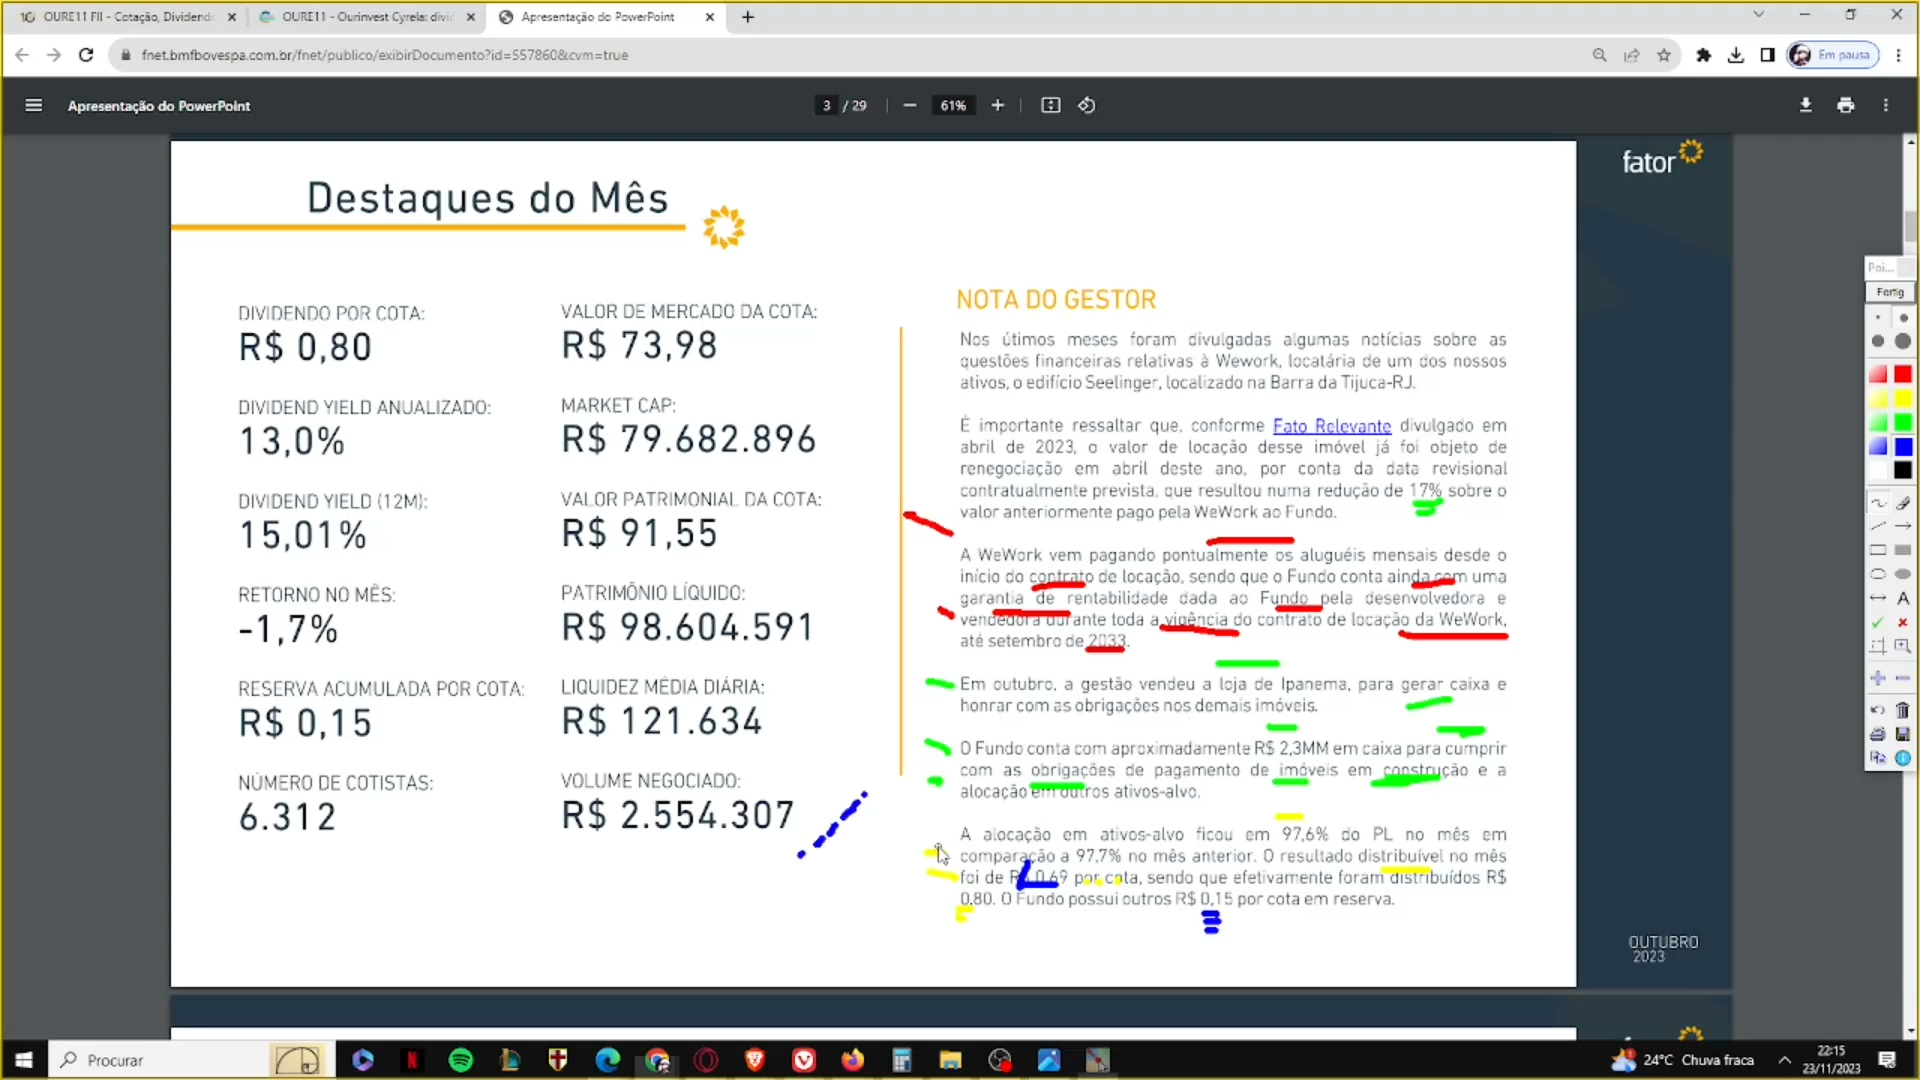 OURE11 FII - Cotação, Dividend
OURE11 - Ourinvest Cyrela: divi
Apresentação do PowerPoint
fnet.bmfbovespa.com.br/fnet/publico/exibirDocumento?id=557860&cvm=true
Em pausa
Apresentação do PowerPoint
3 / 29
61%
fator
Destaques do Mês
DIVIDENDO POR COTA:
R$ 0,80
DIVIDEND YIELD ANUALIZADO:
13,0%
DIVIDEND YIELD (12M):
15,01%
RETORNO NO MÊS:
-1,7%
RESERVA ACUMULADA POR COTA:
R$ 0,15
NÚMERO DE COTISTAS:
6.312
VALOR DE MERCADO DA COTA:
R$ 73,98
MARKET CAP:
R$ 79.682.896
VALOR PATRIMONIAL DA COTA:
R$ 91,55
PATRIMÔNIO LÍQUIDO:
R$ 98.604.591
LIQUIDEZ MÉDIA DIÁRIA:
R$ 121.634
VOLUME NEGOCIADO:
R$ 2.554.307
NOTA DO GESTOR
Nos útimos meses foram divulgadas algumas notícias sobre as
questões financeiras relativas à Wework, locatária de um dos nossos
ativos, o edifício Seelinger, localizado na Barra da Tijuca-RJ.
É importante ressaltar que, conforme Fato Relevante divulgado em
abril de 2023, o valor de locação desse imóvel já foi objeto de
renegociação em abril deste ano, por conta da data revisional
contratualmente prevista, que resultou numa redução de 17% sobre o
valor anteriormente pago pela WeWork ao Fundo.
A WeWork vem pagando pontualmente os aluguéis mensais desde o
início do contrato de locação, sendo que o Fundo conta ainda com uma
garantia de rentabilidade dada ao Fundo pela desenvolvedora e
vendedora durante toda a vigência do contrato de locação da WeWork,
até setembro de 2033.
Em outubro, a gestão vendeu a loja de Ipanema, para gerar caixa e
honrar com as obrigações nos demais imóveis.
O Fundo conta com aproximadamente R$ 2,3MM em caixa para cumprir
com as obrigações de pagamento de imóveis em construção e a
alocação em outros ativos-alvo.
A alocação em ativos-alvo ficou em 97,6% do PL no mês em
comparação a 97,7% no mês anterior. O resultado distribuível no mês
foi de R$ 0,69 por cota, sendo que efetivamente foram distribuídos R$
0,80. O Fundo possui outros R$ 0,15 por cota em reserva.
OUTUBRO
2023
Poi...
Fertig
A
Procurar
24°C Chuva fraca
22:15
23/11/2023